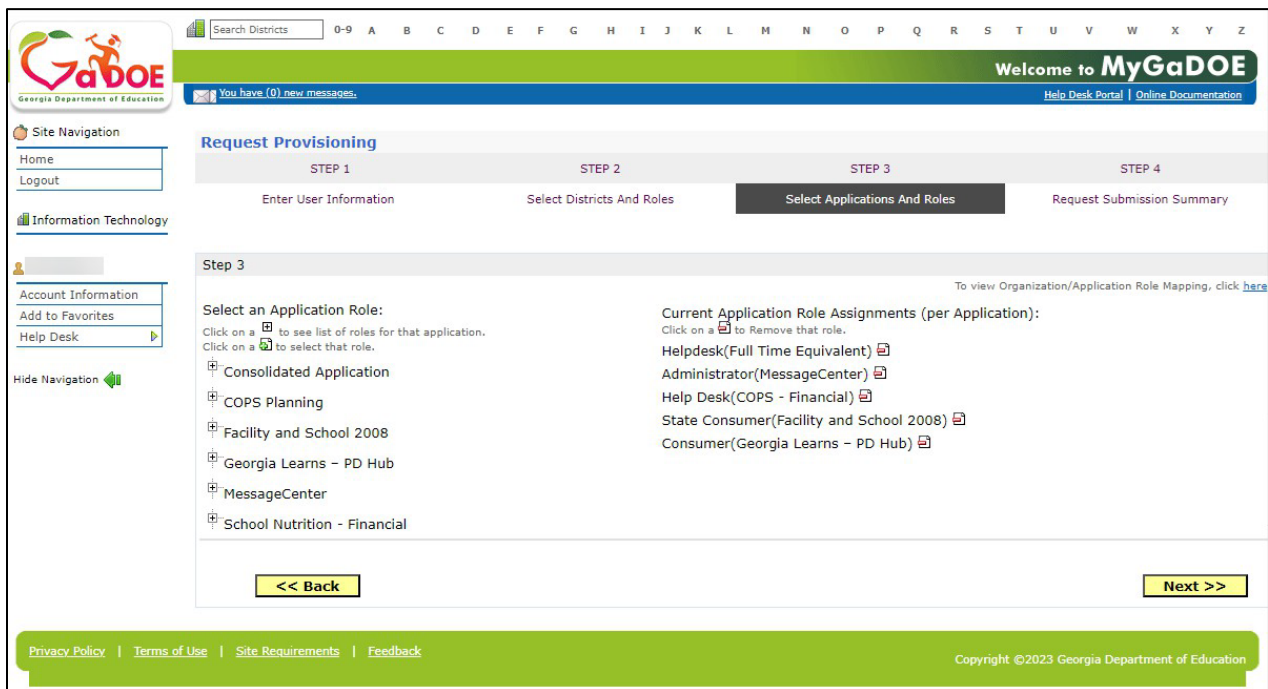 Search Districts 0-9 A B C D E F G H I J K L M N O P Q R S T U V W X Y Z
GaDOE
Georgia Department of Education
Welcome to MyGaDOE
You have (0) new messages.
Help Desk Portal | Online Documentation
Site Navigation
Home
Logout
Information Technology
Account Information
Add to Favorites
Help Desk
Hide Navigation
Request Provisioning
STEP 1 STEP 2 STEP 3 STEP 4
Enter User Information Select Districts And Roles Select Applications And Roles Request Submission Summary
Step 3
To view Organization/Application Role Mapping, click here
Select an Application Role:
Click on a to see list of roles for that application.
Click on a to select that role.
Consolidated Application
COPS Planning
Facility and School 2008
Georgia Learns – PD Hub
MessageCenter
School Nutrition - Financial
Current Application Role Assignments (per Application):
Click on a to Remove that role.
Helpdesk(Full Time Equivalent)
Administrator(MessageCenter)
Help Desk(COPS - Financial)
State Consumer(Facility and School 2008)
Consumer(Georgia Learns – PD Hub)
<< Back
Next >>
Privacy Policy | Terms of Use | Site Requirements | Feedback
Copyright ©2023 Georgia Department of Education